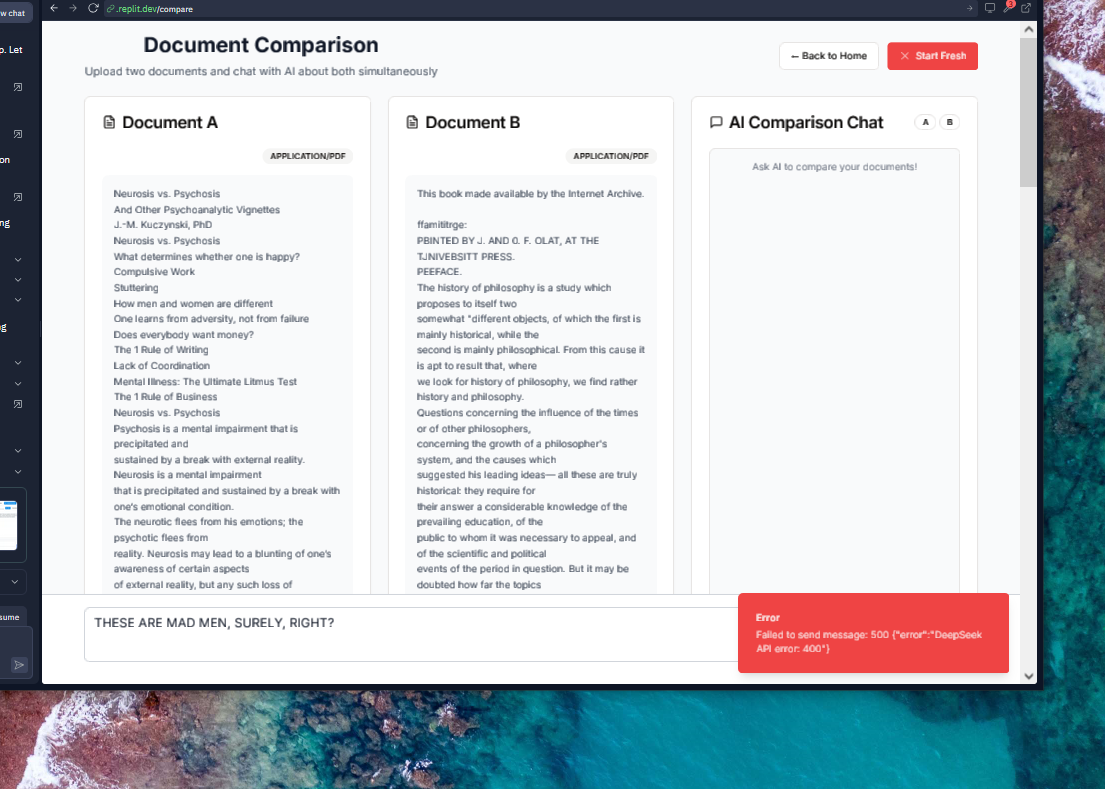 w chat
.replit.dev/compare
3
p. Let
on
ng
g
sume
Document Comparison
Upload two documents and chat with AI about both simultaneously
← Back to Home
Start Fresh
Document A
APPLICATION/PDF
Neurosis vs. Psychosis
And Other Psychoanalytic Vignettes
J.-M. Kuczynski, PhD
Neurosis vs. Psychosis
What determines whether one is happy?
Compulsive Work
Stuttering
How men and women are different
One learns from adversity, not from failure
Does everybody want money?
The 1 Rule of Writing
Lack of Coordination
Mental Illness: The Ultimate Litmus Test
The 1 Rule of Business
Neurosis vs. Psychosis
Psychosis is a mental impairment that is
precipitated and
sustained by a break with external reality.
Neurosis is a mental impairment
that is precipitated and sustained by a break with
one's emotional condition.
The neurotic flees from his emotions; the
psychotic flees from
reality. Neurosis may lead to a blunting of one's
awareness of certain aspects
of external reality, but any such loss of
Document B
APPLICATION/PDF
This book made available by the Internet Archive.
ffamititrge:
PBINTED BY J. AND 0. F. OLAT, AT THE
TJNIVEBSITT PRESS.
PEEFACE.
The history of philosophy is a study which
proposes to itself two
somewhat "different objects, of which the first is
mainly historical, while the
second is mainly philosophical. From this cause it
is apt to result that, where
we look for history of philosophy, we find rather
history and philosophy.
Questions concerning the influence of the times
or of other philosophers,
concerning the growth of a philosopher's
system, and the causes which
suggested his leading ideas— all these are truly
historical: they require for
their answer a considerable knowledge of the
prevailing education, of the
public to whom it was necessary to appeal, and
of the scientific and political
events of the period in question. But it may be
doubted how far the topics
AI Comparison Chat
A
B
Ask AI to compare your documents!
THESE ARE MAD MEN, SURELY, RIGHT?
Error
Failed to send message: 500 {"error":"DeepSeek
API error: 400"}